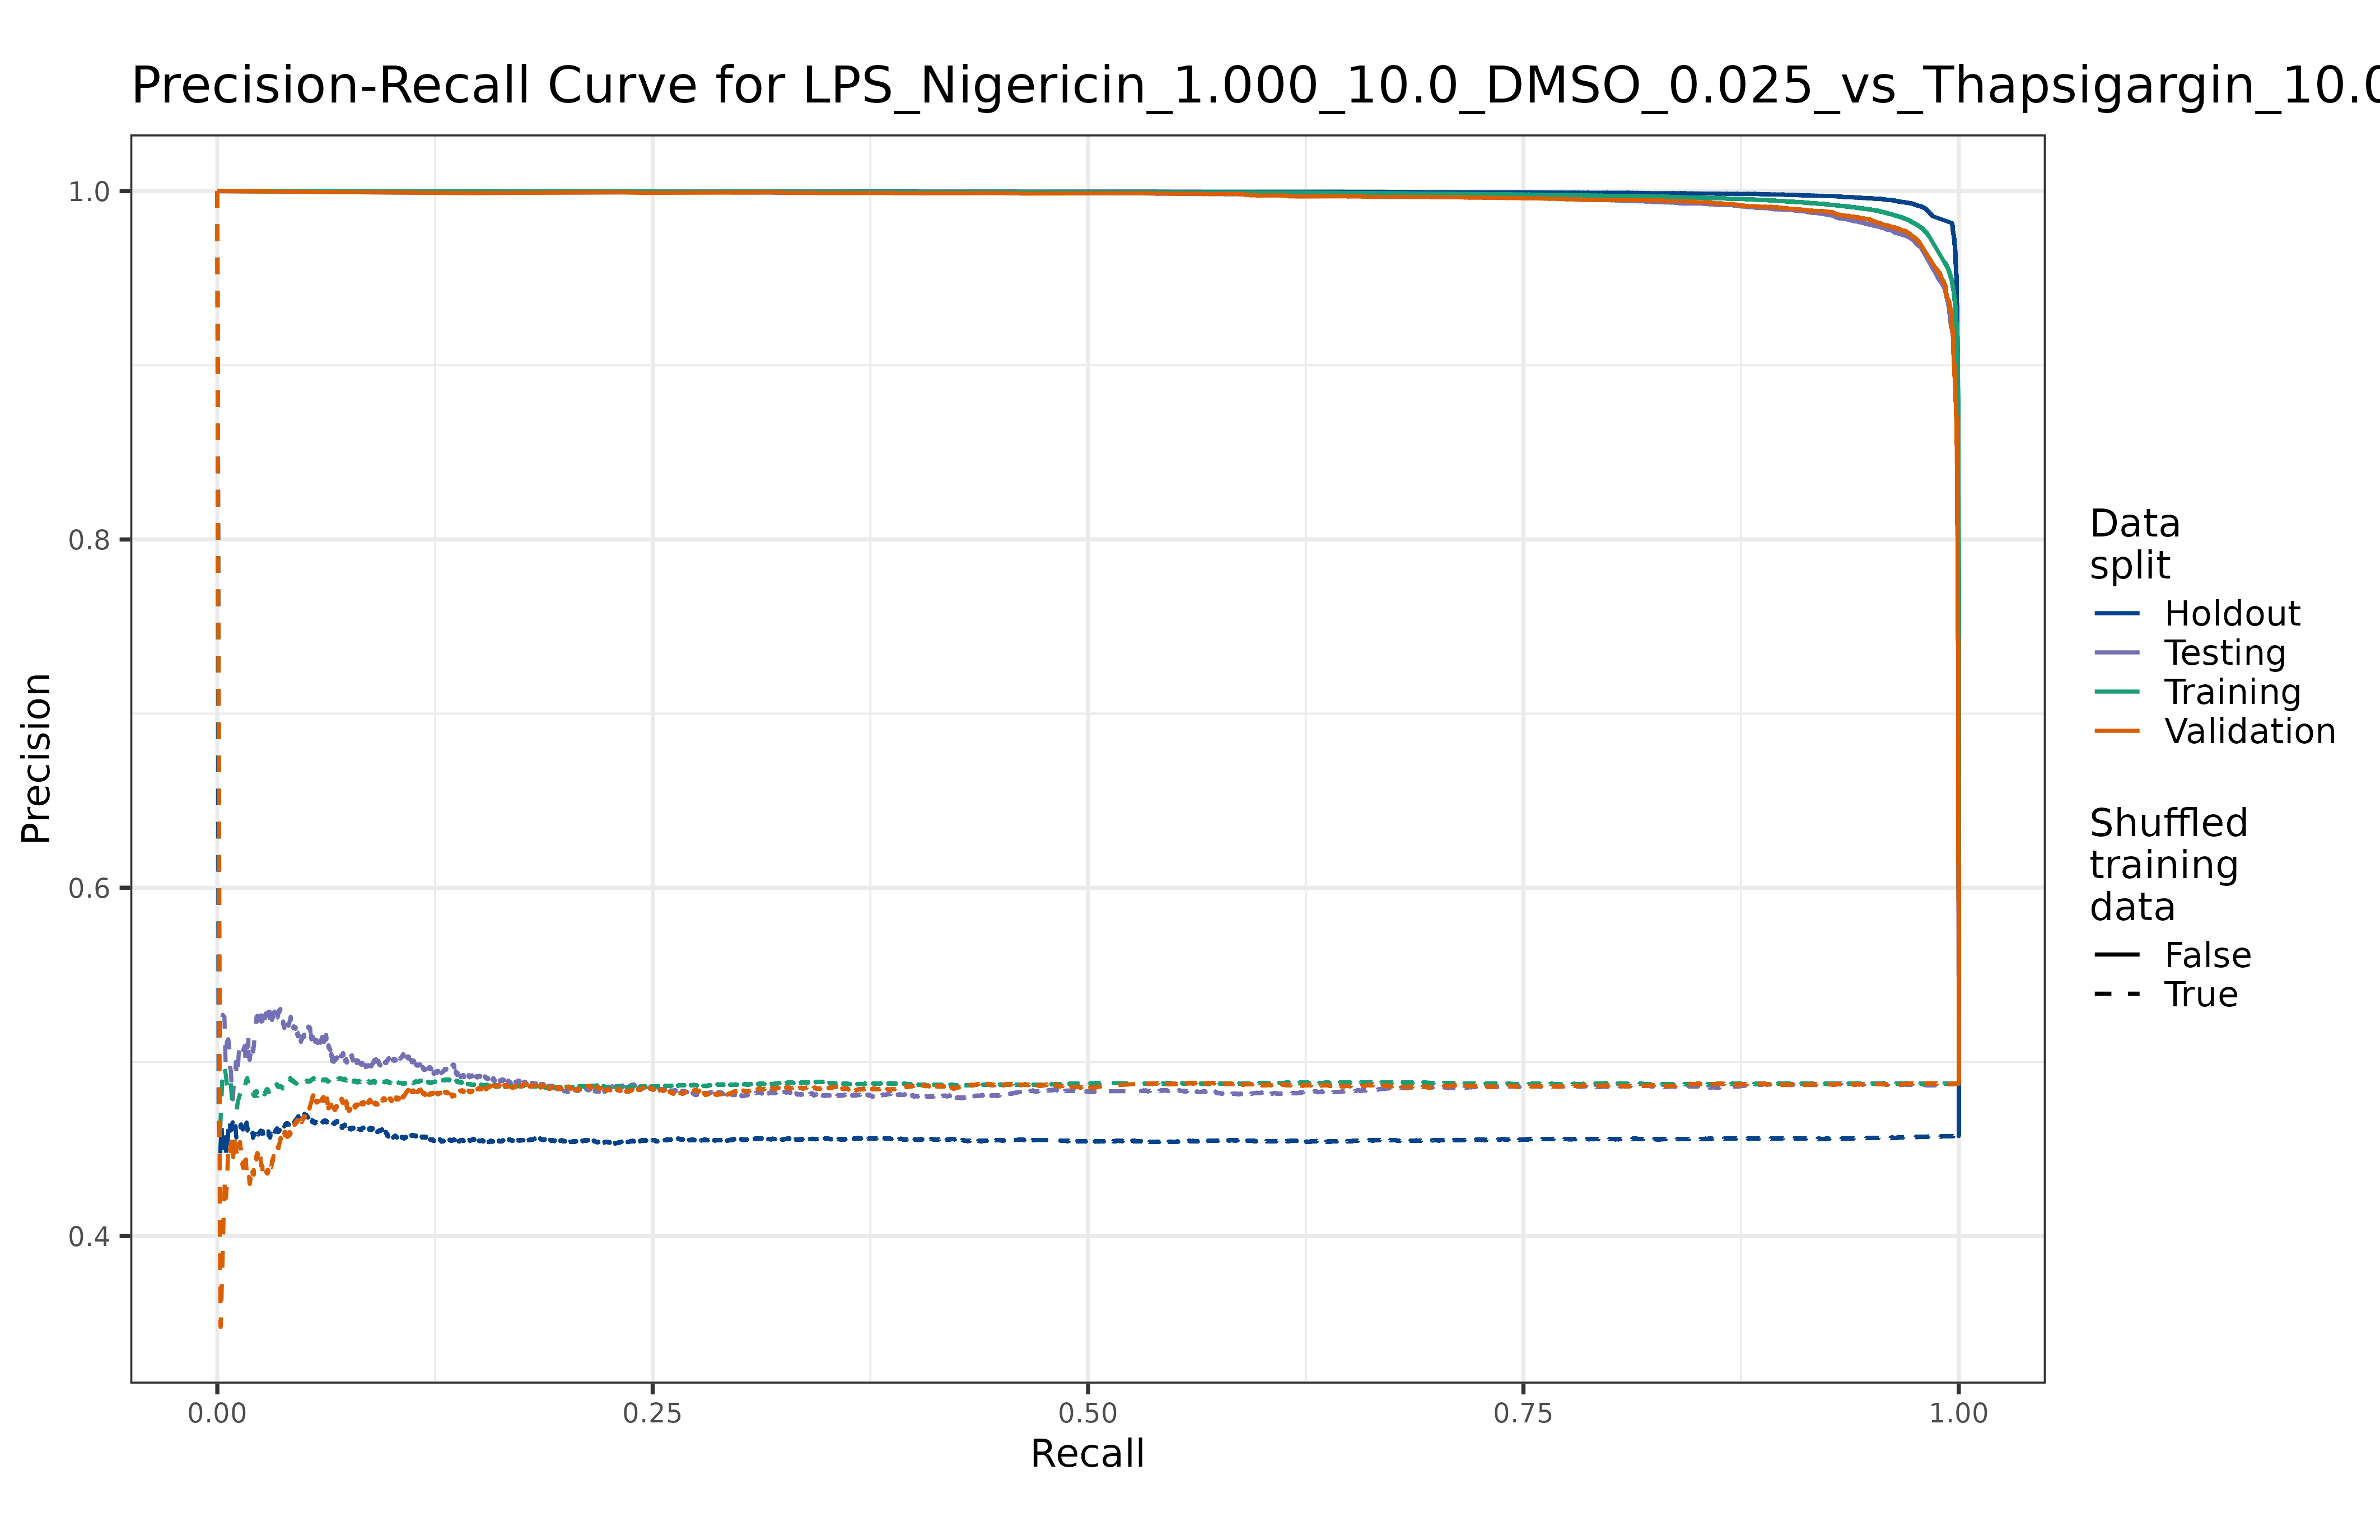 Precision-Recall Curve for LPS_Nigericin_1.000_10.0_DMSO_0.025_vs_Thapsigargin_10.0
1.0
0.8
0.6
0.4
Precision
0.00 0.25 0.50 0.75 1.00
Recall
Data
split
Holdout
Testing
Training
Validation
Shuffled
training
data
False
True